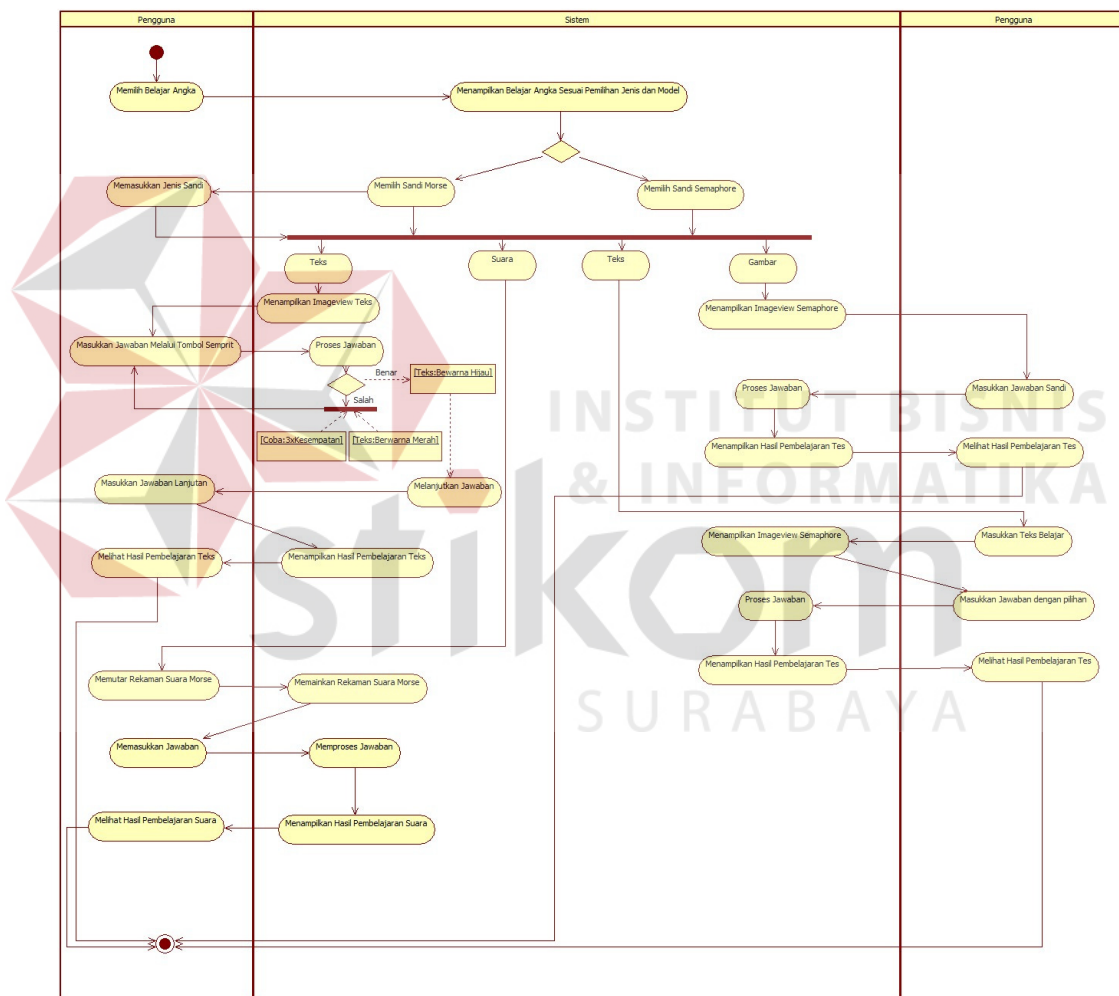 Pengguna
Sistem
Pengguna
Memilih Belajar Angka
Menampilkan Belajar Angka Sesuai Pemilihan Jenis dan Model
Memasukkan Jenis Sandi
Memilih Sandi Morse
Memilih Sandi Semaphore
Teks
Suara
Teks
Gambar
Menampilkan Imageview Teks
Menampilkan Imageview Semaphore
Masukkan Jawaban Melalui Tombol Semprit
Proses Jawaban
Benar
[Teks:Bewarna Hijau]
Salah
Proses Jawaban
Masukkan Jawaban Sandi
[Coba:3xKesempatan]
[Teks:Berwarna Merah]
Menampilkan Hasil Pembelajaran Tes
Melihat Hasil Pembelajaran Tes
Masukkan Jawaban Lanjutan
Melanjutkan Jawaban
Menampilkan Imageview Semaphore
Masukkan Teks Belajar
Melihat Hasil Pembelajaran Teks
Menampilkan Hasil Pembelajaran Teks
Proses Jawaban
Masukkan Jawaban dengan pilihan
Menampilkan Hasil Pembelajaran Tes
Melihat Hasil Pembelajaran Tes
Memutar Rekaman Suara Morse
Memainkan Rekaman Suara Morse
Memasukkan Jawaban
Memproses Jawaban
Melihat Hasil Pembelajaran Suara
Menampilkan Hasil Pembelajaran Suara
INSTITUT BISNIS
& INFORMATIKA
stikom
SURABAYA